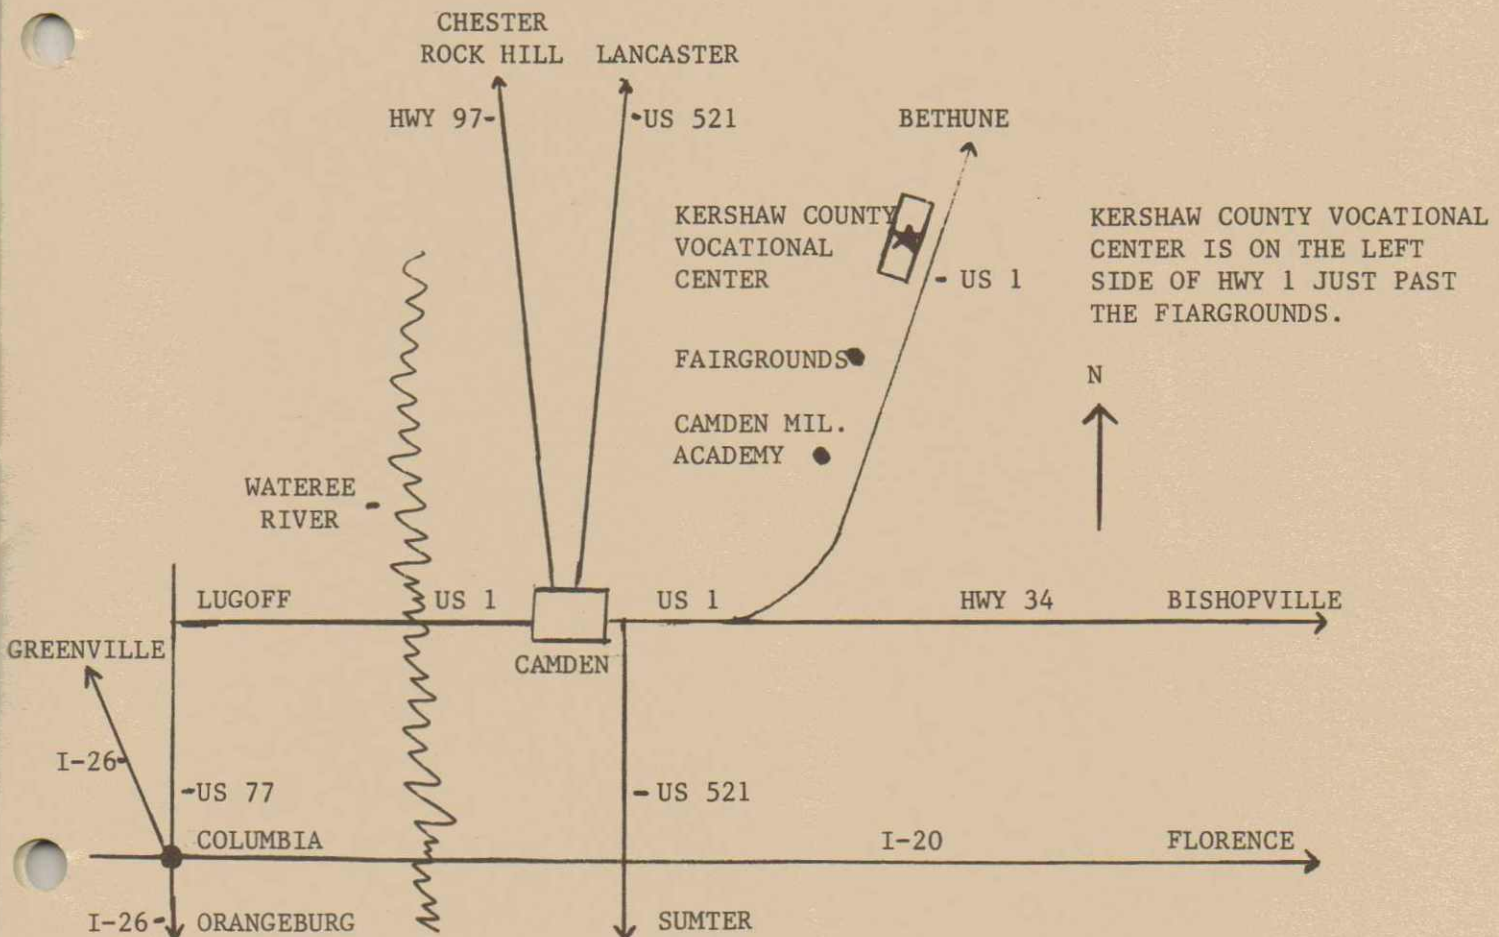 CHESTER
ROCK HILL
LANCASTER
HWY 97
US 521
BETHUNE
KERSHAW COUNTY
VOCATIONAL
CENTER
US 1
KERSHAW COUNTY VOCATIONAL
CENTER IS ON THE LEFT
SIDE OF HWY 1 JUST PAST
THE FIARGROUNDS.
FAIRGROUNDS
N
CAMDEN MIL.
ACADEMY
WATEREE
RIVER
LUGOFF
US 1
US 1
HWY 34
BISHOPVILLE
GREENVILLE
CAMDEN
I-26
US 77
US 521
COLUMBIA
I-20
FLORENCE
I-26
ORANGEBURG
SUMTER